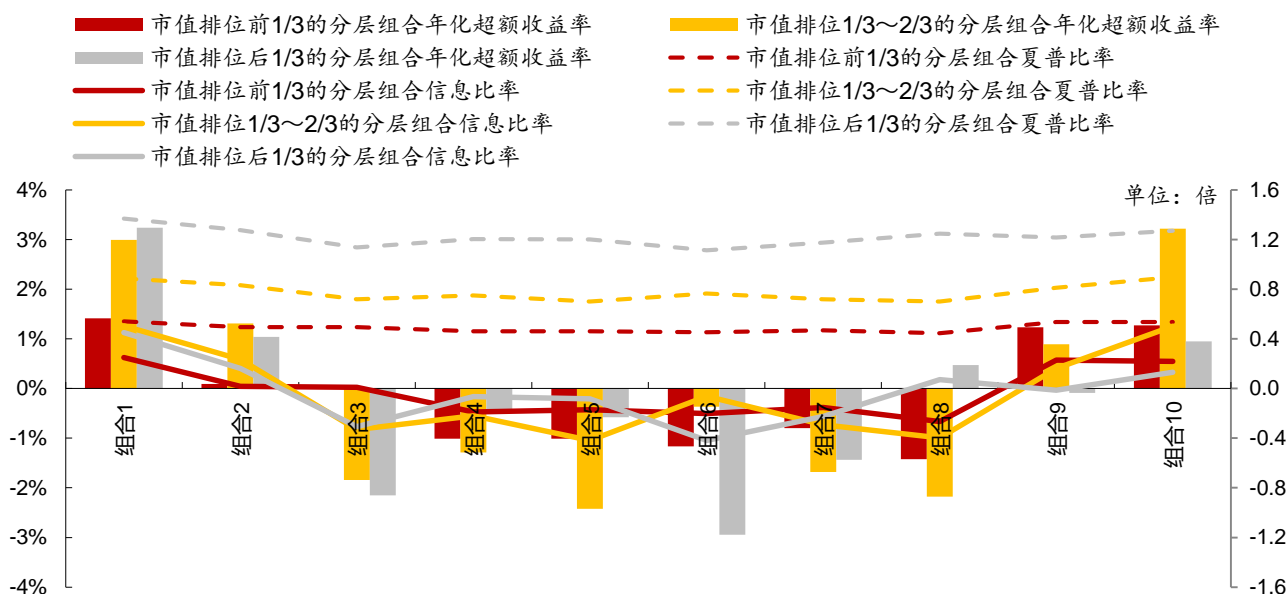 市值排位前1/3的分层组合年化超额收益率
市值排位1/3～2/3的分层组合年化超额收益率
市值排位后1/3的分层组合年化超额收益率
市值排位前1/3的分层组合夏普比率
市值排位前1/3的分层组合信息比率
市值排位1/3～2/3的分层组合夏普比率
市值排位1/3～2/3的分层组合信息比率
市值排位后1/3的分层组合夏普比率
市值排位后1/3的分层组合信息比率
单位：倍
4%
3%
2%
1%
0%
-1%
-2%
-3%
-4%
1.6
1.2
0.8
0.4
0.0
-0.4
-0.8
-1.2
-1.6
组合1
组合2
组合3
组合4
组合5
组合6
组合7
组合8
组合9
组合10